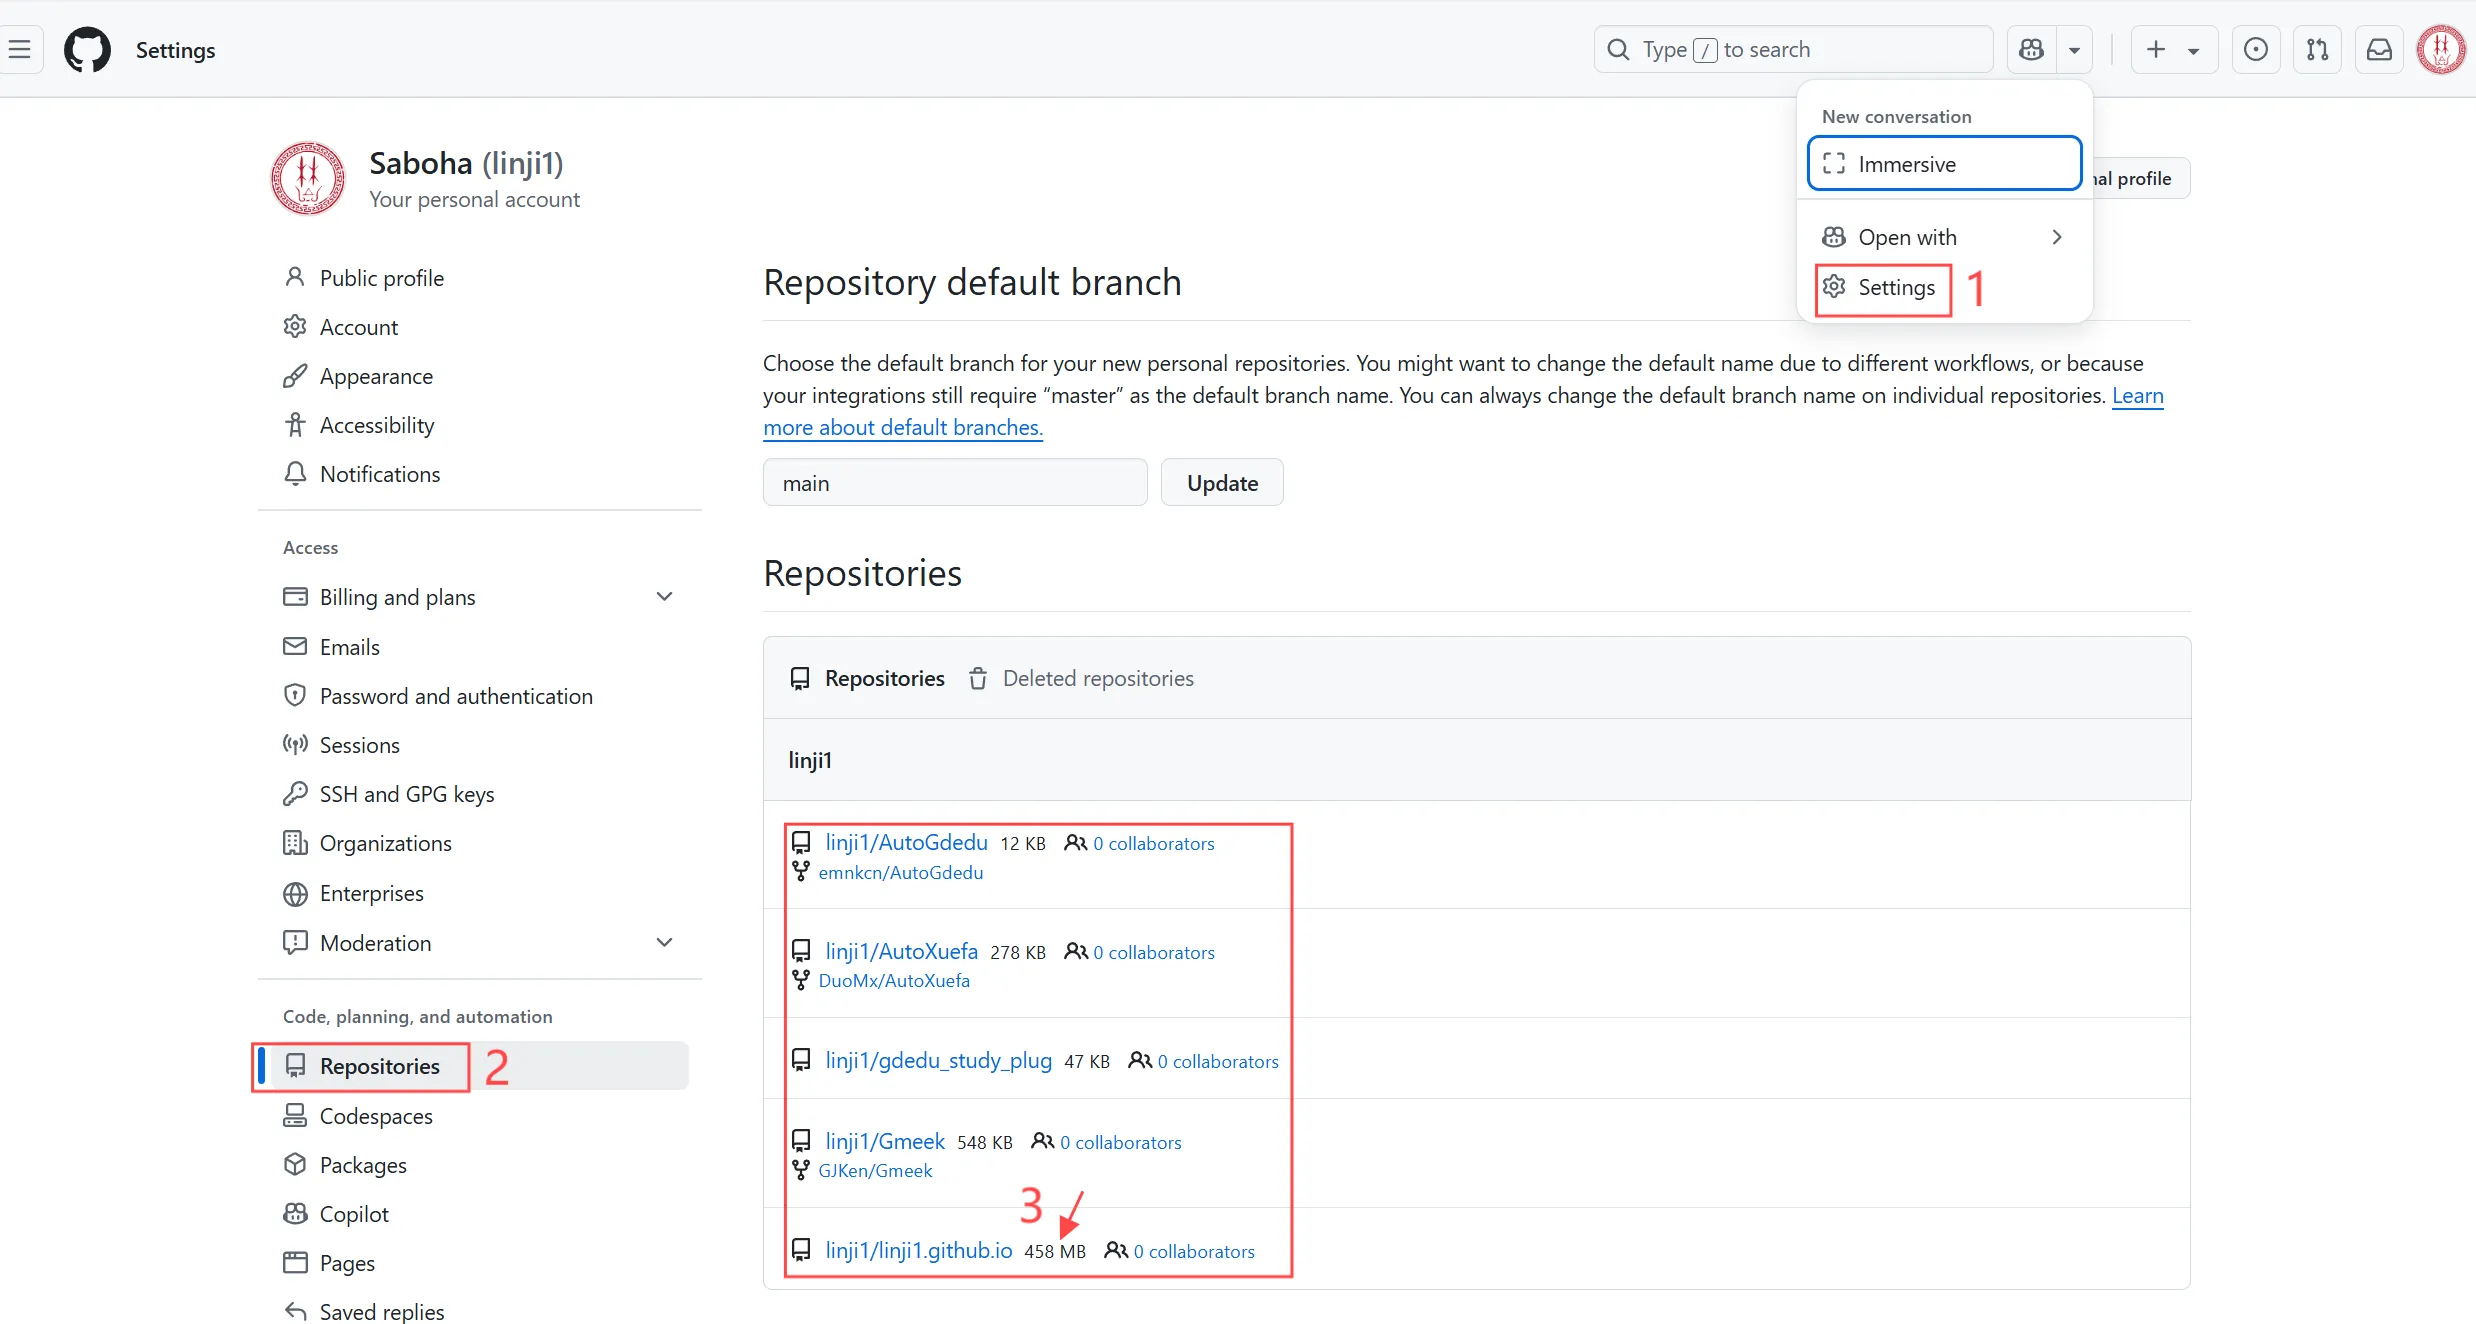 Settings
Type / to search
New conversation
Immersive
Open with
Settings
1
nal profile
Saboha (linji1)
Your personal account
Public profile
Account
Appearance
Accessibility
Notifications
Access
Billing and plans
Emails
Password and authentication
Sessions
SSH and GPG keys
Organizations
Enterprises
Moderation
Code, planning, and automation
Repositories
2
Codespaces
Packages
Copilot
Pages
Saved replies
Repository default branch
Choose the default branch for your new personal repositories. You might want to change the default name due to different workflows, or because
your integrations still require “master” as the default branch name. You can always change the default branch name on individual repositories. Learn
more about default branches.
main
Update
Repositories
Repositories
Deleted repositories
linji1
linji1/AutoGdedu 12 KB 0 collaborators
emnkcn/AutoGdedu
linji1/AutoXuefa 278 KB 0 collaborators
DuoMx/AutoXuefa
linji1/gdedu_study_plug 47 KB 0 collaborators
linji1/Gmeek 548 KB 0 collaborators
GJKen/Gmeek
3
linji1/linji1.github.io 458 MB 0 collaborators